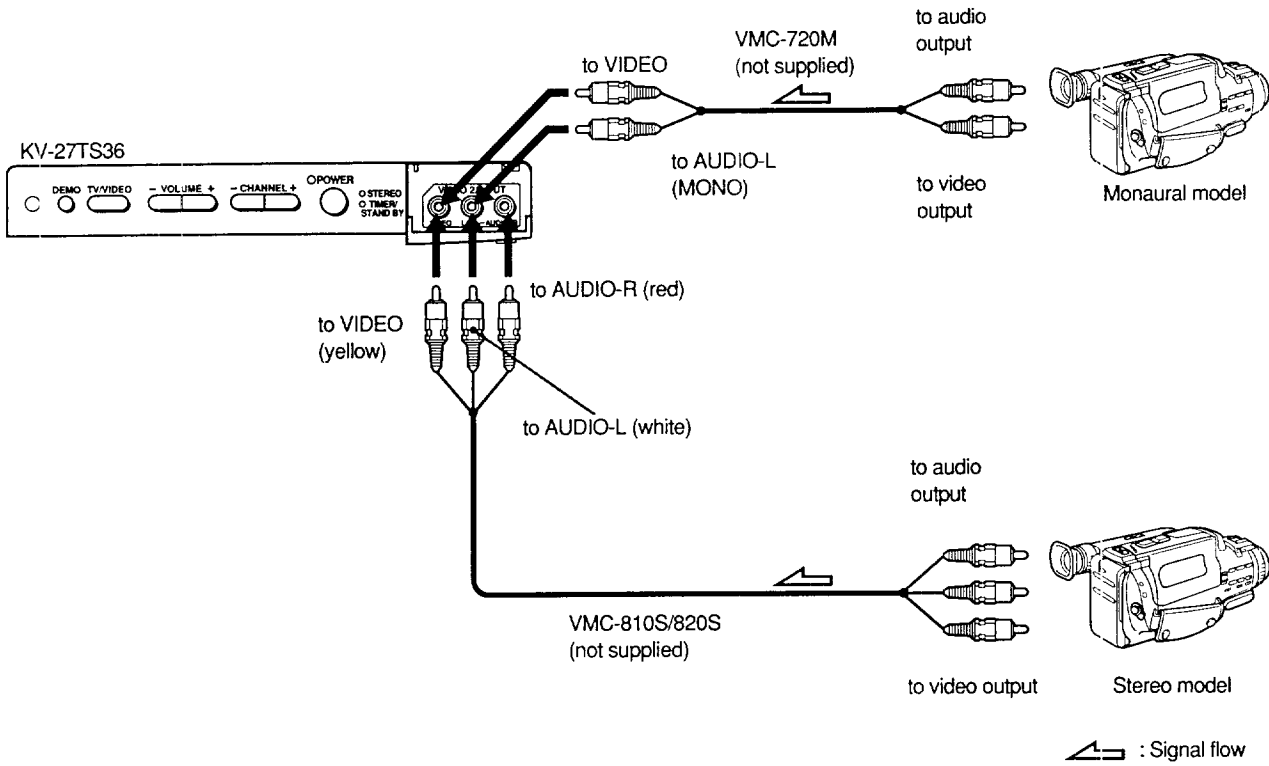 to audio
output
VMC-720M
(not supplied)
to VIDEO
KV-27TS36
to AUDIO-L
(MONO)
to video
output
Monaural model
DEMO TV/VIDEO – VOLUME + – CHANNEL + POWER
STEREO
TIMER/
STAND BY
to AUDIO-R (red)
to VIDEO
(yellow)
to AUDIO-L (white)
to audio
output
VMC-810S/820S
(not supplied)
to video output
Stereo model
: Signal flow